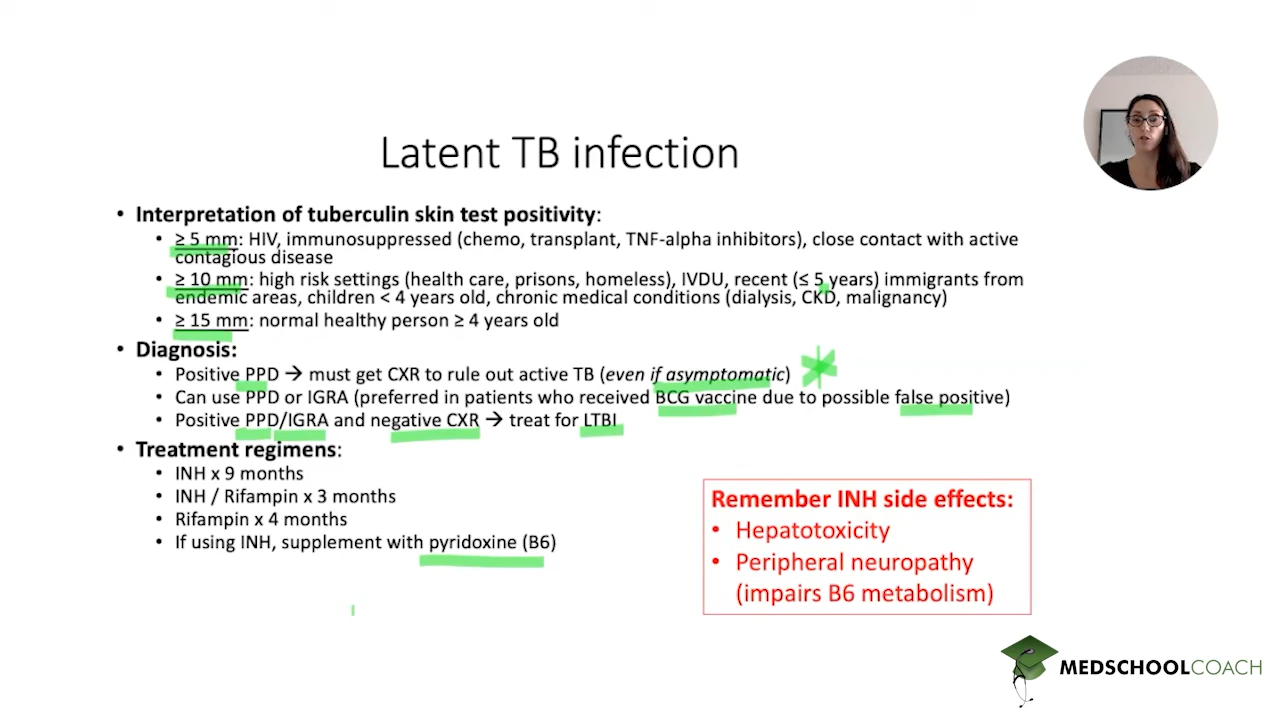 Latent TB infection
• Interpretation of tuberculin skin test positivity:
• ≥ 5 mm: HIV, immunosuppressed (chemo, transplant, TNF-alpha inhibitors), close contact with active
contagious disease
• ≥ 10 mm: high risk settings (health care, prisons, homeless), IVDU, recent (≤ 5 years) immigrants from
endemic areas, children < 4 years old, chronic medical conditions (dialysis, CKD, malignancy)
• ≥ 15 mm: normal healthy person ≥ 4 years old
• Diagnosis:
• Positive PPD → must get CXR to rule out active TB (even if asymptomatic)
• Can use PPD or IGRA (preferred in patients who received BCG vaccine due to possible false positive)
• Positive PPD/IGRA and negative CXR → treat for LTBI
• Treatment regimens:
• INH x 9 months
• INH / Rifampin x 3 months
• Rifampin x 4 months
• If using INH, supplement with pyridoxine (B6)
Remember INH side effects:
• Hepatotoxicity
• Peripheral neuropathy
(impairs B6 metabolism)
MEDSCHOOLCOACH